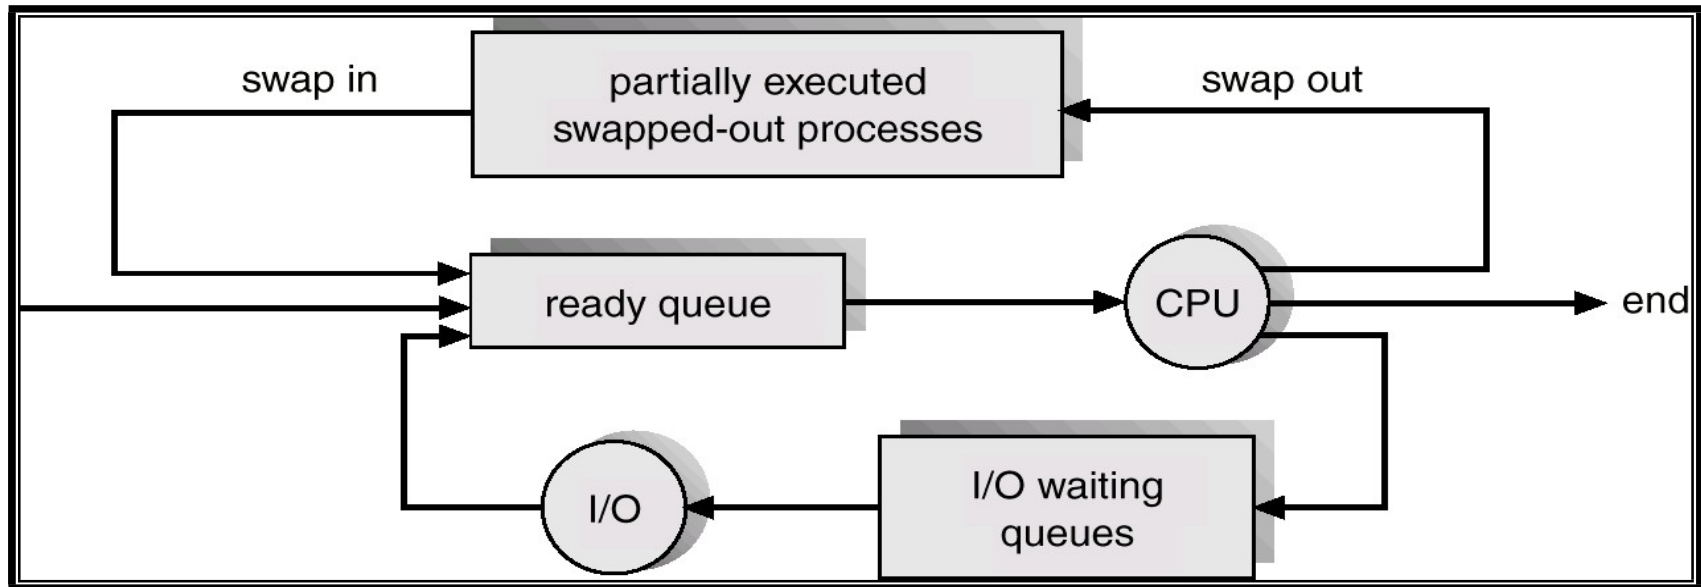 swap in
partially executed
swapped-out processes
swap out
ready queue
CPU
end
I/O
I/O waiting
queues